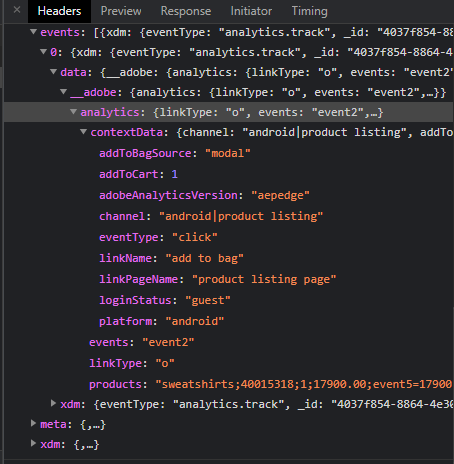 × Headers Preview Response Initiator Timing
▼events: [{xdm: {eventType: "analytics.track", _id: "4037f854-88
▼0: {xdm: {eventType: "analytics.track", _id: "4037f854-8864-4
▼data: {__adobe: {analytics: {linkType: "o", events: "event2"
▼__adobe: {analytics: {linkType: "o", events: "event2",…}}
▼analytics: {linkType: "o", events: "event2",…}
▼contextData: {channel: "android|product listing", addTo
addToBagSource: "modal"
addToCart: 1
adobeAnalyticsVersion: "aepedge"
channel: "android|product listing"
eventType: "click"
linkName: "add to bag"
linkPageName: "product listing page"
loginStatus: "guest"
platform: "android"
events: "event2"
linkType: "o"
products: "sweatshirts;40015318;1;17900.00;event5=17900
▶xdm: {eventType: "analytics.track", _id: "4037f854-8864-4e30
▶meta: {,…}
▶xdm: {,…}